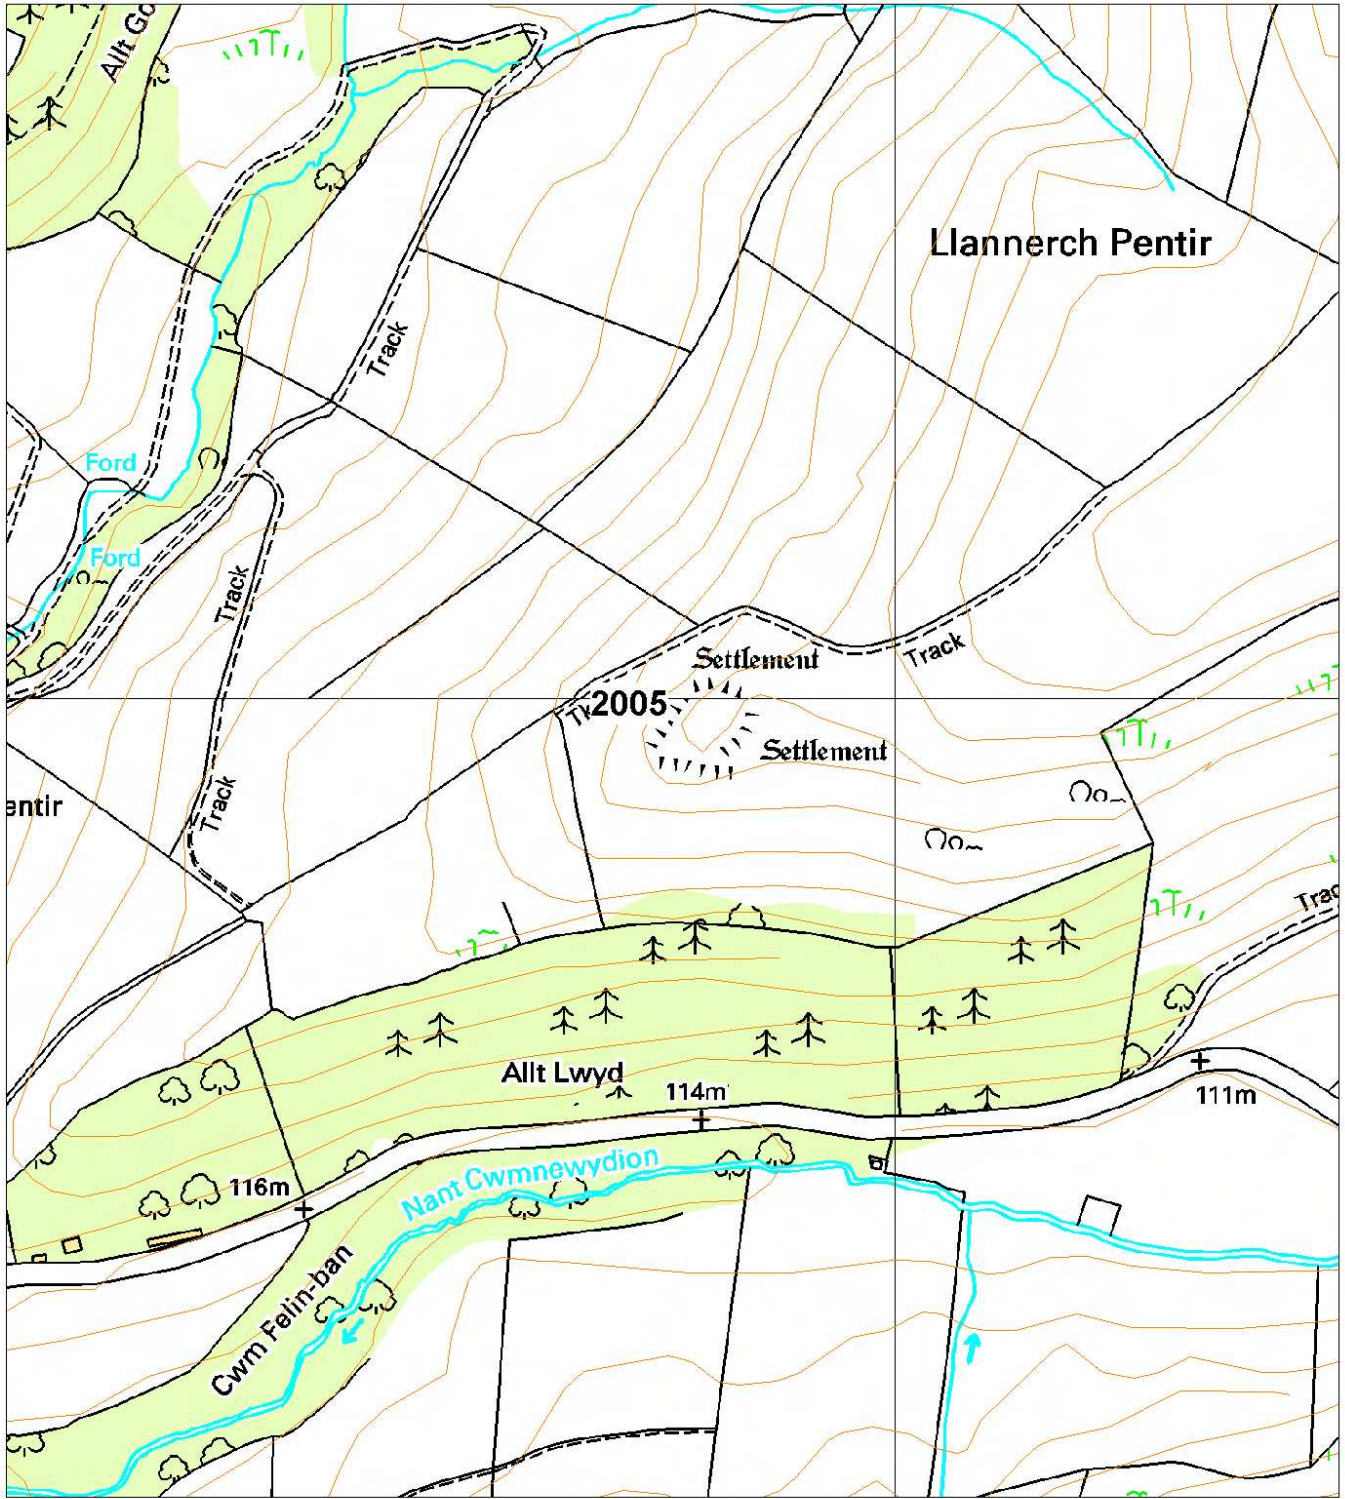 Allt Go
Llannerch Pentir
Track
Ford
Ford
Track
Settlement
Track
2005
Settlement
Track
entir
Trac
Allt Lwyd
114m
111m
Nant Cwmnewydion
116m
Cwm Felin-ban